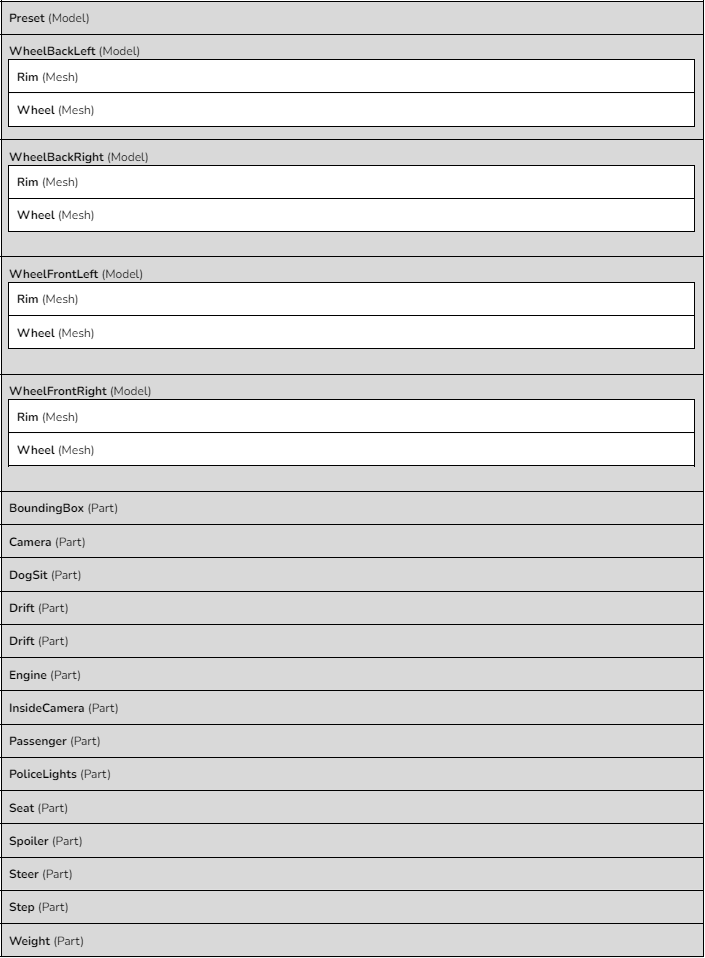 Preset (Model)
WheelBackLeft (Model)
Rim (Mesh)
Wheel (Mesh)
WheelBackRight (Model)
Rim (Mesh)
Wheel (Mesh)
WheelFrontLeft (Model)
Rim (Mesh)
Wheel (Mesh)
WheelFrontRight (Model)
Rim (Mesh)
Wheel (Mesh)
BoundingBox (Part)
Camera (Part)
DogSit (Part)
Drift (Part)
Drift (Part)
Engine (Part)
InsideCamera (Part)
Passenger (Part)
PoliceLights (Part)
Seat (Part)
Spoiler (Part)
Steer (Part)
Step (Part)
Weight (Part)